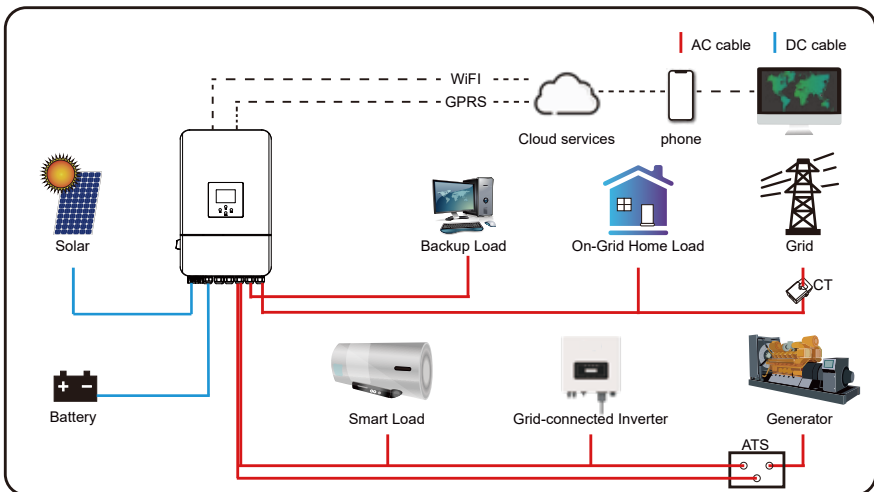 AC cable
DC cable
WiFI
GPRS
Cloud services
phone
Solar
Backup Load
On-Grid Home Load
Grid
CT
Battery
Smart Load
Grid-connected Inverter
Generator
ATS